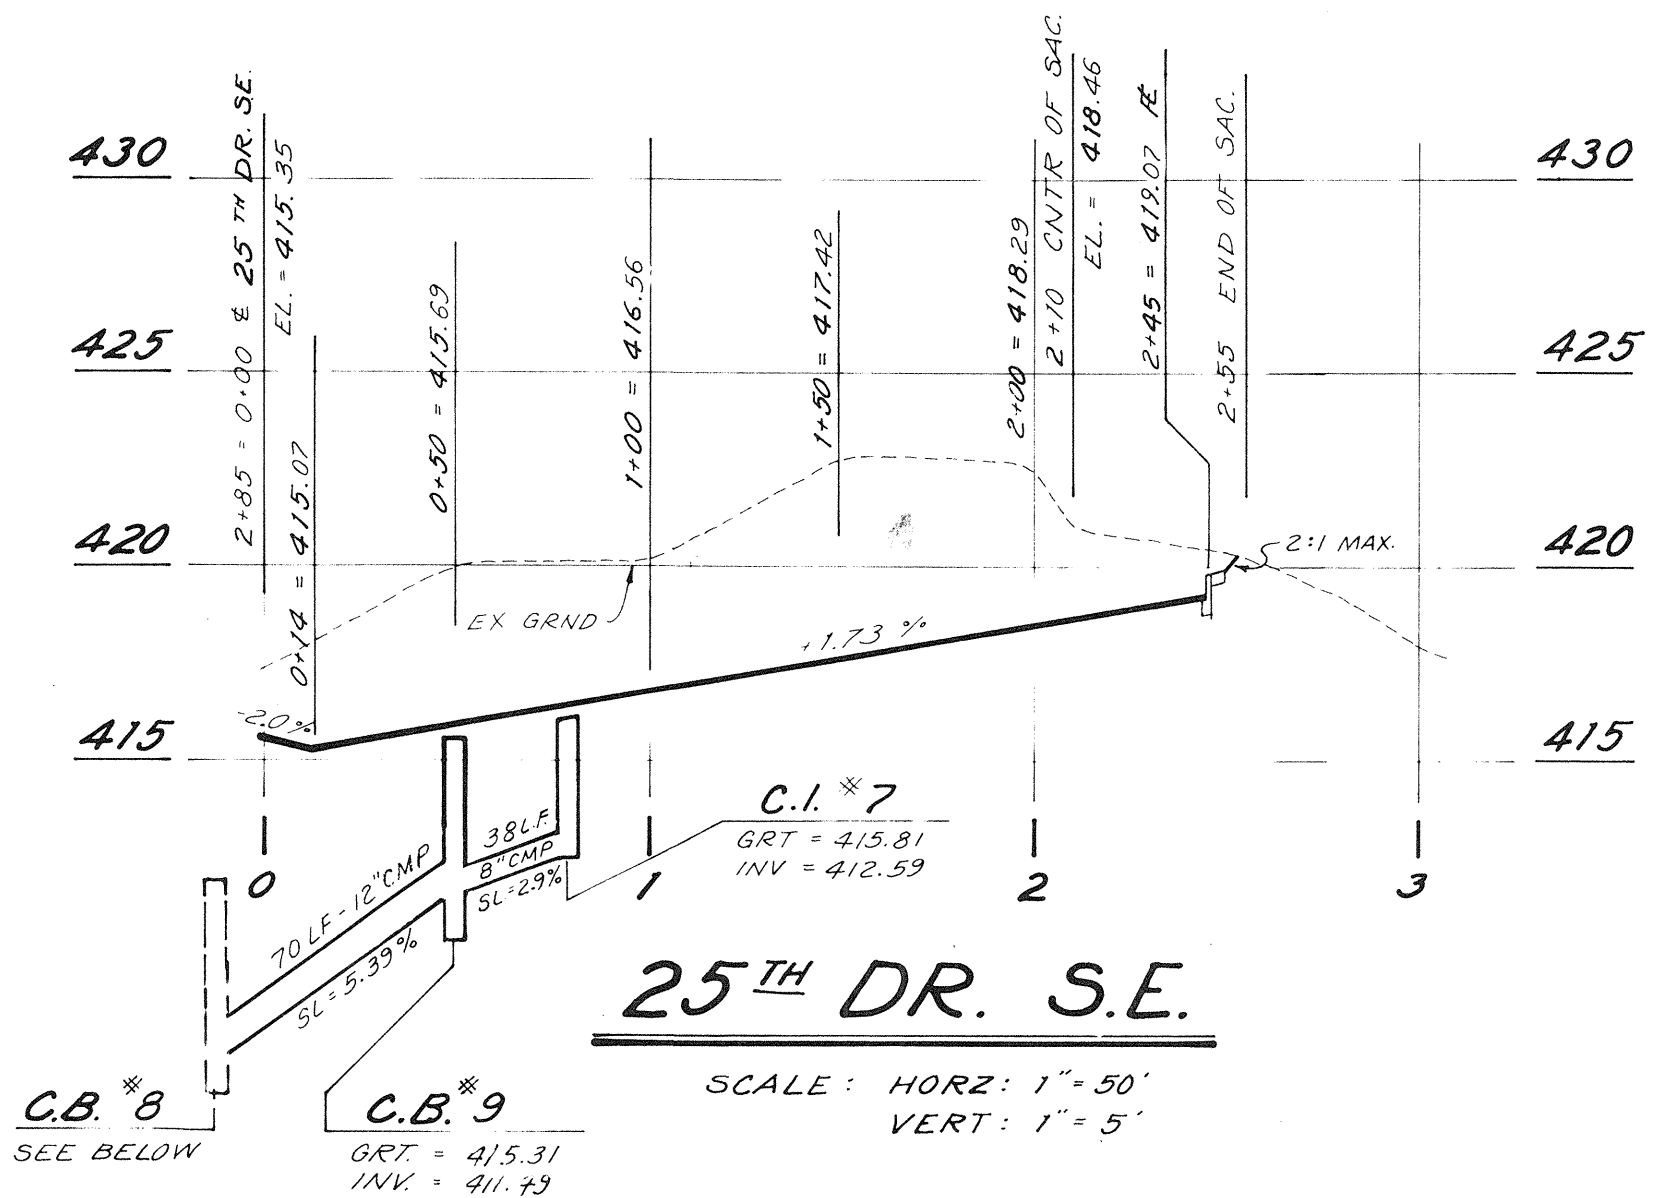 2+85 = 0+00 ℄ 25 TH DR. S.E.
EL. = 415.35
0+14 = 415.07
0+50 = 415.69
1+00 = 416.56
1+50 = 417.42
2+00 = 418.29
2+10 CNTR OF SAC.
EL. = 418.46
2+45 = 419.07
2+55 END OF SAC.
430
430
425
425
420
420
2:1 MAX.
EX GRND
+1.73 %
-2.0 %
415
415
C.I. #7
GRT = 415.81
INV = 412.59
38 L.F.
8" CMP
SL = 2.9%
70 LF - 12" C.M.P
SL = 5.39%
0
1
2
3
25TH DR. S.E.
SCALE : HORZ : 1" = 50'
VERT : 1" = 5'
C.B. #8
SEE BELOW
C.B. #9
GRT. = 415.31
INV. = 411.49